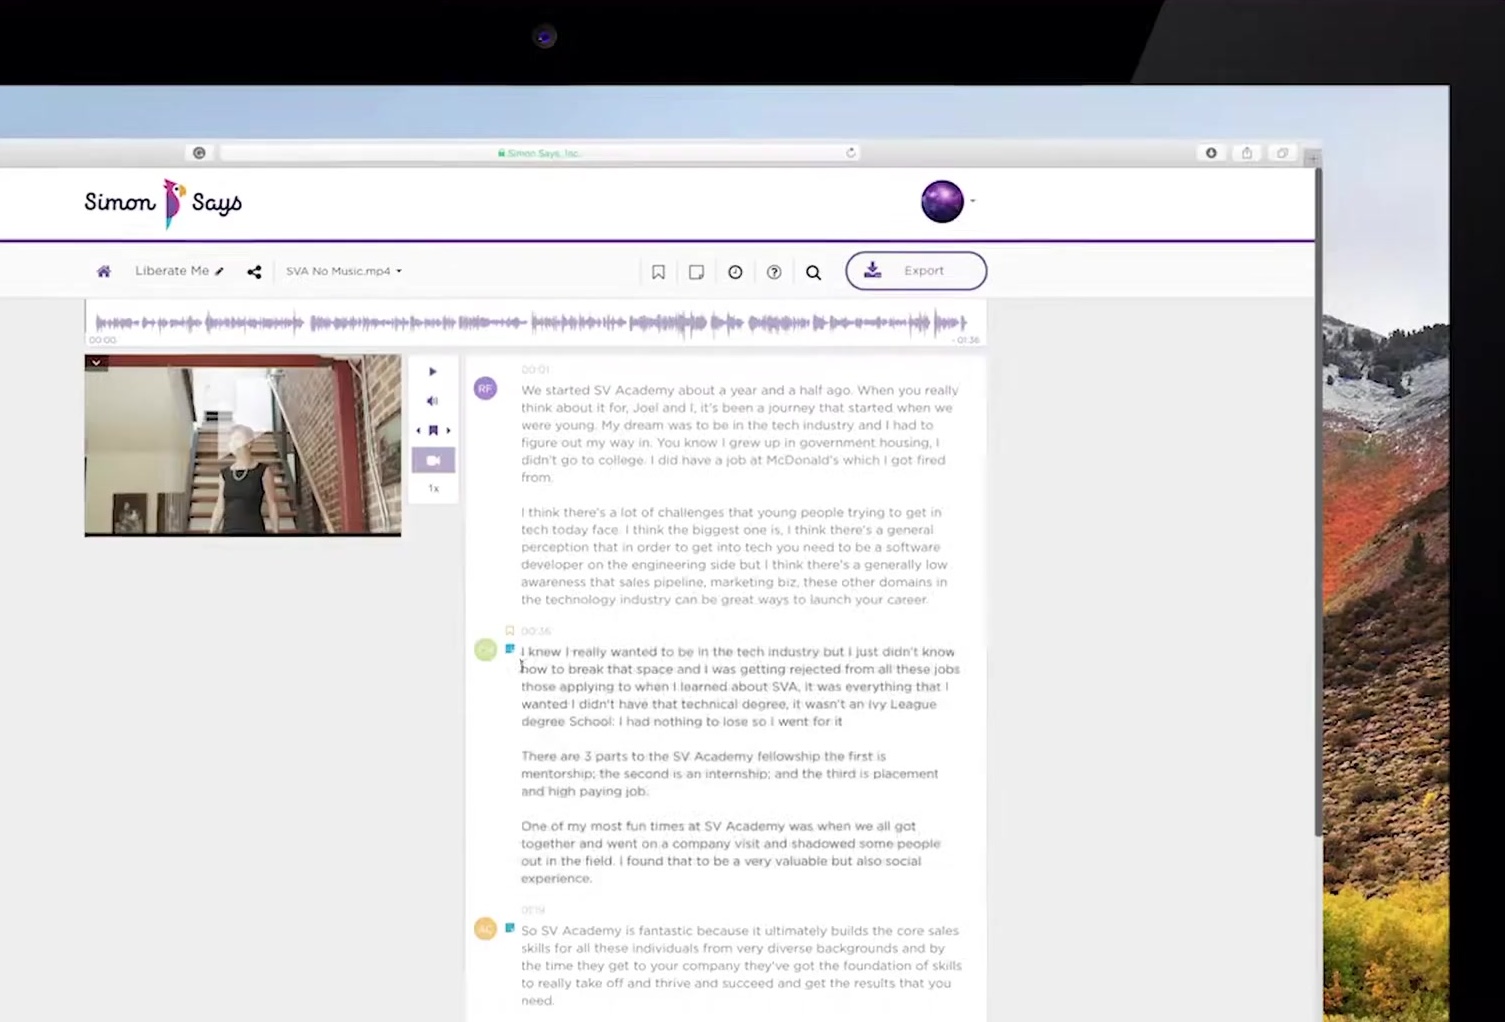 Simon Says, Inc.
Simon Says
Liberate Me
SVA No Music.mp4
Export
00:00
- 01:36
1x
00:01
RF
We started SV Academy about a year and a half ago. When you really
think about it for, Joel and I, it's been a journey that started when we
were young. My dream was to be in the tech industry and I had to
figure out my way in. You know I grew up in government housing, I
didn't go to college. I did have a job at McDonald's which I got fired
from.
I think there's a lot of challenges that young people trying to get in
tech today face. I think the biggest one is, I think there's a general
perception that in order to get into tech you need to be a software
developer on the engineering side but I think there's a generally low
awareness that sales pipeline, marketing biz, these other domains in
the technology industry can be great ways to launch your career.
00:36
I knew I really wanted to be in the tech industry but I just didn't know
how to break that space and I was getting rejected from all these jobs
those applying to when I learned about SVA, it was everything that I
wanted I didn't have that technical degree, it wasn't an Ivy League
degree School: I had nothing to lose so I went for it
There are 3 parts to the SV Academy fellowship the first is
mentorship; the second is an internship; and the third is placement
and high paying job.
One of my most fun times at SV Academy was when we all got
together and went on a company visit and shadowed some people
out in the field. I found that to be a very valuable but also social
experience.
01:19
AC
So SV Academy is fantastic because it ultimately builds the core sales
skills for all these individuals from very diverse backgrounds and by
the time they get to your company they've got the foundation of skills
to really take off and thrive and succeed and get the results that you
need.